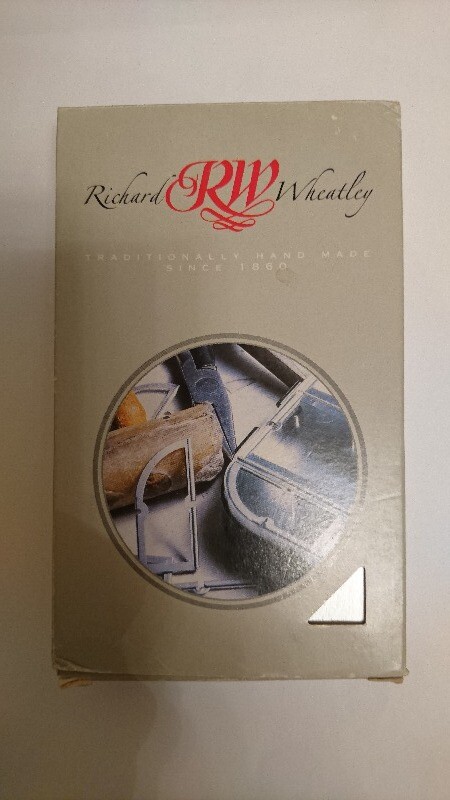 Richard RW Wheatley
TRADITIONALLY HAND MADE
SINCE 1860